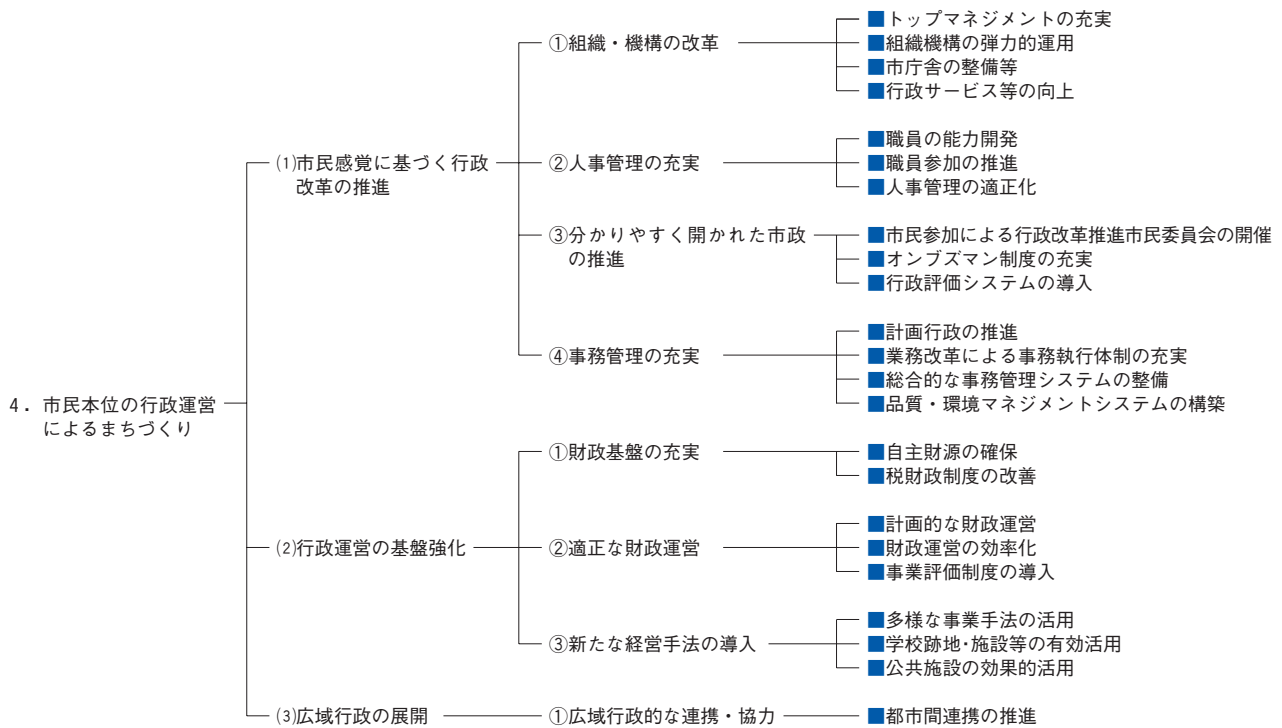 4．市民本位の行政運営
によるまちづくり
⑴市民感覚に基づく行政
改革の推進
①組織・機構の改革
■トップマネジメントの充実
■組織機構の弾力的運用
■市庁舎の整備等
■行政サービス等の向上
②人事管理の充実
■職員の能力開発
■職員参加の推進
■人事管理の適正化
③分かりやすく開かれた市政
の推進
■市民参加による行政改革推進市民委員会の開催
■オンブズマン制度の充実
■行政評価システムの導入
④事務管理の充実
■計画行政の推進
■業務改革による事務執行体制の充実
■総合的な事務管理システムの整備
■品質・環境マネジメントシステムの構築
⑵行政運営の基盤強化
①財政基盤の充実
■自主財源の確保
■税財政制度の改善
②適正な財政運営
■計画的な財政運営
■財政運営の効率化
■事業評価制度の導入
③新たな経営手法の導入
■多様な事業手法の活用
■学校跡地･施設等の有効活用
■公共施設の効果的活用
⑶広域行政の展開
①広域行政的な連携・協力
■都市間連携の推進